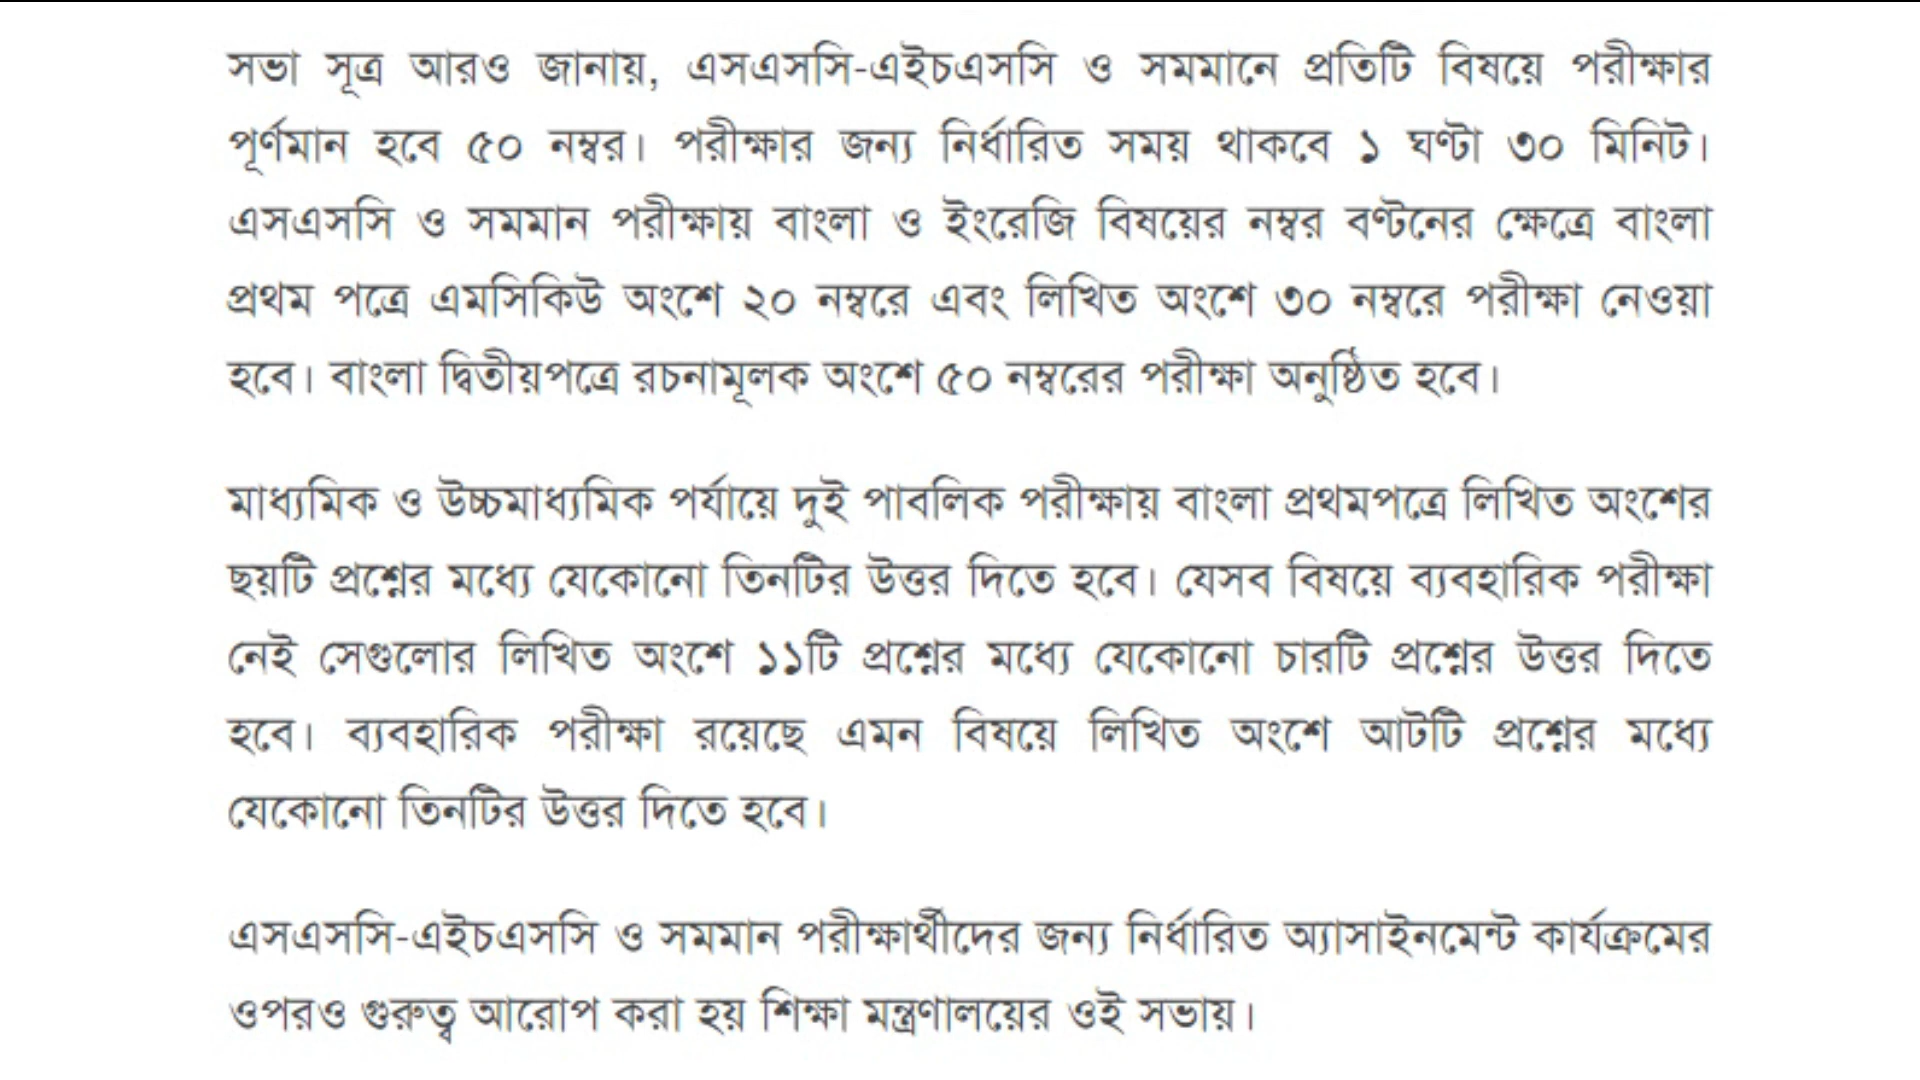 সভা সূত্র আরও জানায়, এসএসসি-এইচএসসি ও সমমানে প্রতিটি বিষয়ে পরীক্ষার
পূর্ণমান হবে ৫০ নম্বর। পরীক্ষার জন্য নির্ধারিত সময় থাকবে ১ ঘণ্টা ৩০ মিনিট।
এসএসসি ও সমমান পরীক্ষায় বাংলা ও ইংরেজি বিষয়ের নম্বর বণ্টনের ক্ষেত্রে বাংলা
প্রথম পত্রে এমসিকিউ অংশে ২০ নম্বরে এবং লিখিত অংশে ৩০ নম্বরে পরীক্ষা নেওয়া
হবে। বাংলা দ্বিতীয়পত্রে রচনামূলক অংশে ৫০ নম্বরের পরীক্ষা অনুষ্ঠিত হবে।
মাধ্যমিক ও উচ্চমাধ্যমিক পর্যায়ে দুই পাবলিক পরীক্ষায় বাংলা প্রথমপত্রে লিখিত অংশের
ছয়টি প্রশ্নের মধ্যে যেকোনো তিনটির উত্তর দিতে হবে। যেসব বিষয়ে ব্যবহারিক পরীক্ষা
নেই সেগুলোর লিখিত অংশে ১১টি প্রশ্নের মধ্যে যেকোনো চারটি প্রশ্নের উত্তর দিতে
হবে। ব্যবহারিক পরীক্ষা রয়েছে এমন বিষয়ে লিখিত অংশে আটটি প্রশ্নের মধ্যে
যেকোনো তিনটির উত্তর দিতে হবে।
এসএসসি-এইচএসসি ও সমমান পরীক্ষার্থীদের জন্য নির্ধারিত অ্যাসাইনমেন্ট কার্যক্রমের
ওপরও গুরুত্ব আরোপ করা হয় শিক্ষা মন্ত্রণালয়ের ওই সভায়।